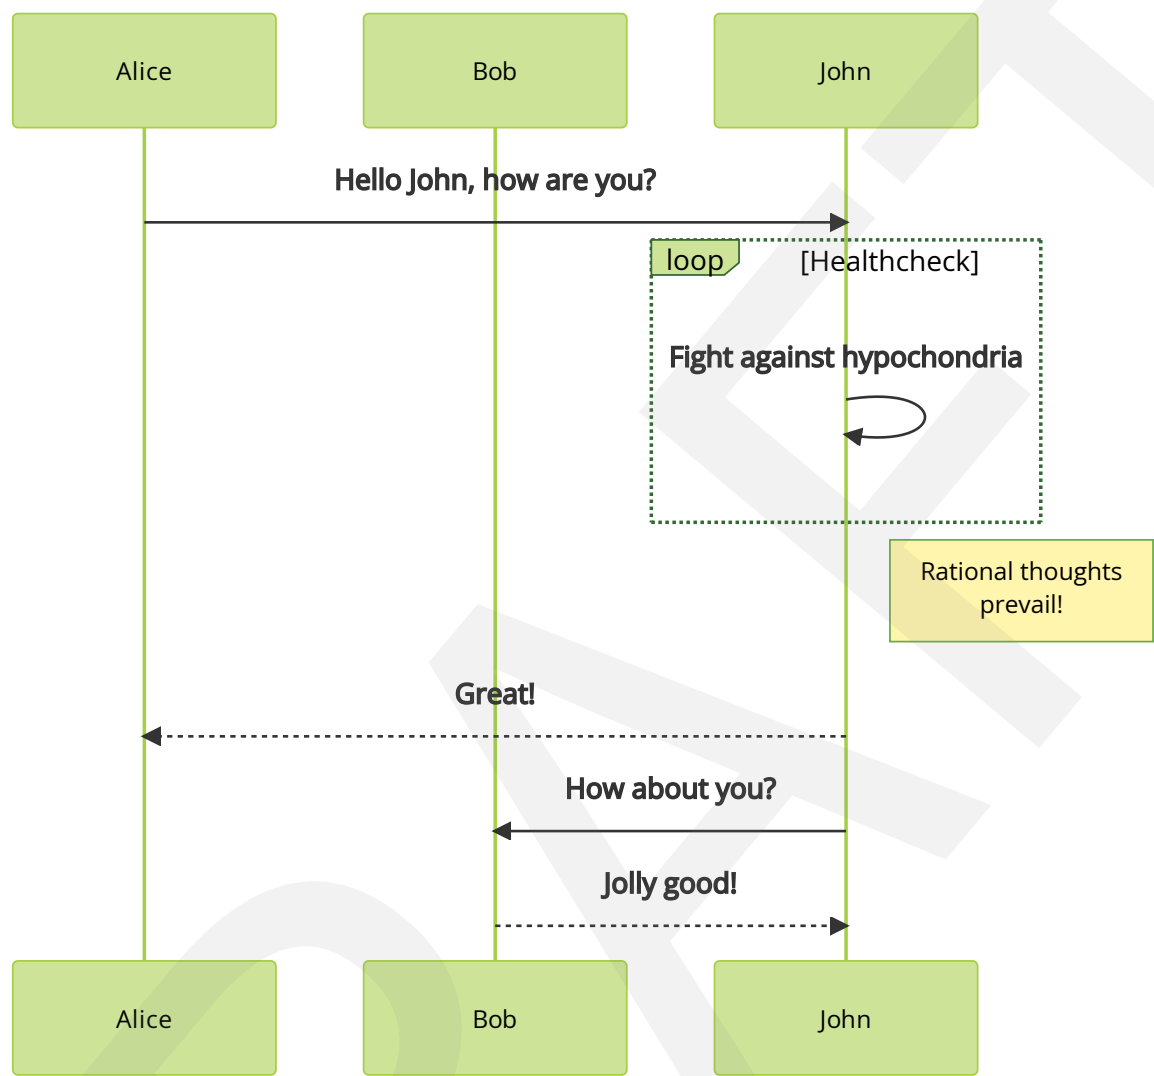 Alice
Bob
John
Hello John, how are you?
loop
[Healthcheck]
Fight against hypochondria
Rational thoughts
prevail!
Great!
How about you?
Jolly good!
Alice
Bob
John